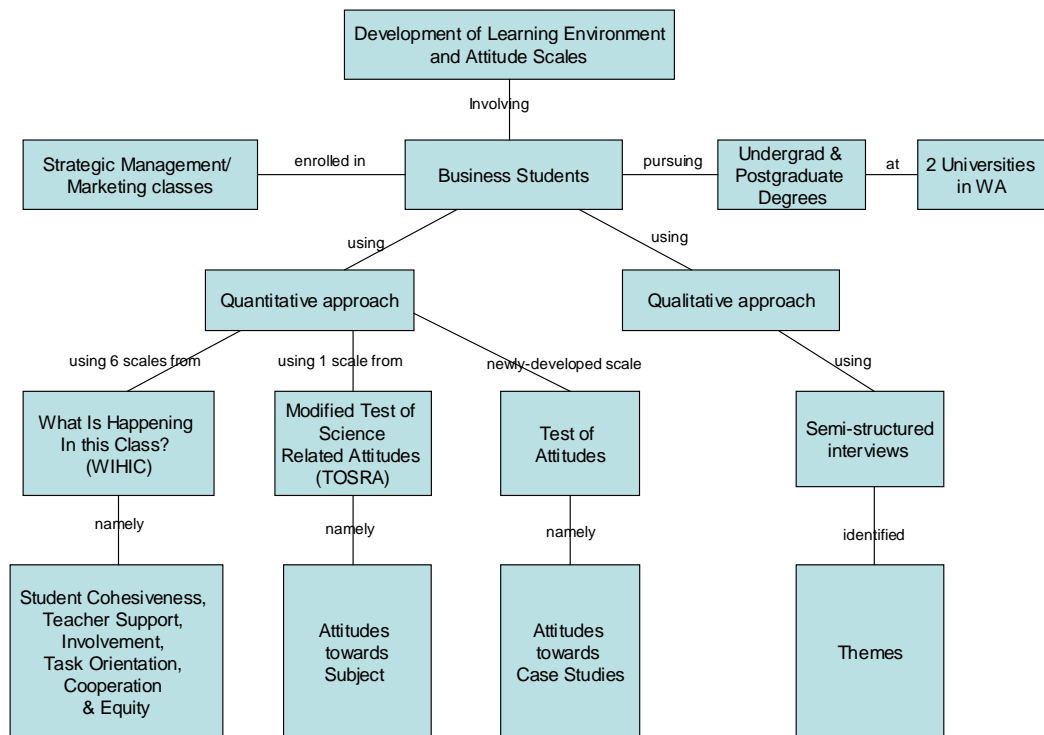 Development of Learning Environment
and Attitude Scales
Involving
Strategic Management/
Marketing classes
enrolled in
Business Students
pursuing
Undergrad &
Postgraduate
Degrees
at
2 Universities
in WA
using
using
Quantitative approach
Qualitative approach
using 6 scales from
using 1 scale from
newly-developed scale
using
What Is Happening
In this Class?
(WIHIC)
Modified Test of
Science
Related Attitudes
(TOSRA)
Test of
Attitudes
Semi-structured
interviews
namely
namely
namely
identified
Student Cohesiveness,
Teacher Support,
Involvement,
Task Orientation,
Cooperation
& Equity
Attitudes
towards
Subject
Attitudes
towards
Case Studies
Themes